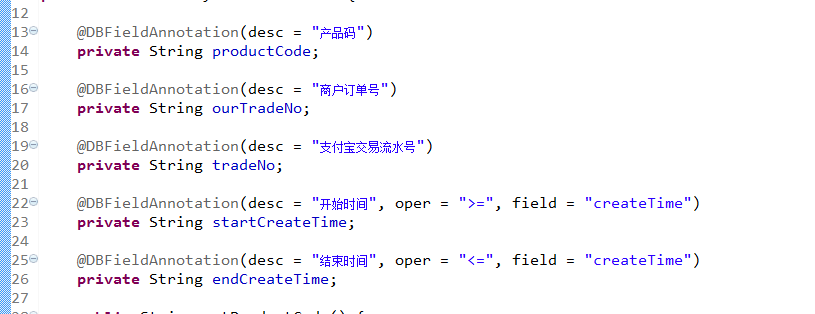 12
13 @DBFieldAnnotation(desc = "产品码")
14 private String productCode;
15
16 @DBFieldAnnotation(desc = "商户订单号")
17 private String ourTradeNo;
18
19 @DBFieldAnnotation(desc = "支付宝交易流水号")
20 private String tradeNo;
21
22 @DBFieldAnnotation(desc = "开始时间", oper = ">=", field = "createTime")
23 private String startCreateTime;
24
25 @DBFieldAnnotation(desc = "结束时间", oper = "<=", field = "createTime")
26 private String endCreateTime;
27